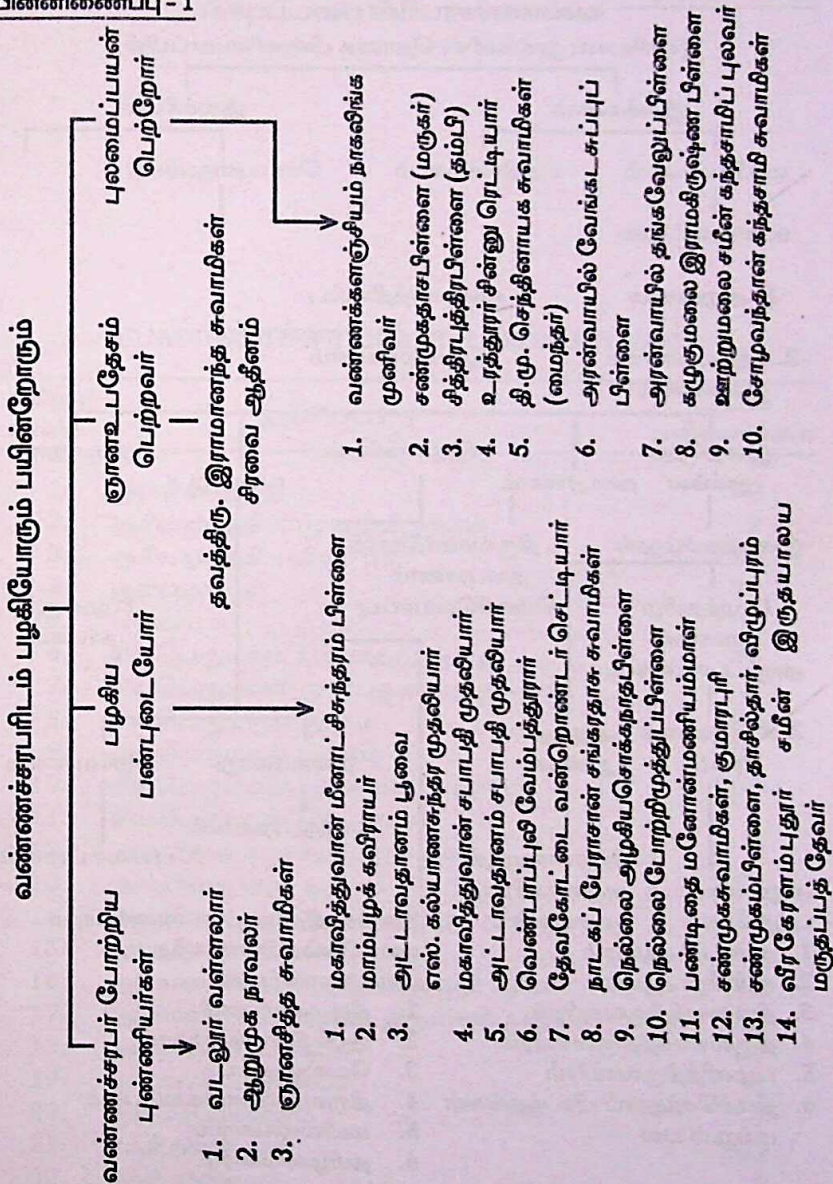 பின்னிணைப்பு - 1
வண்ணச்சரபரிடம் பழகியோரும் பயின்றோரும்
வண்ணச்சரபர் போற்றிய
புண்ணியர்கள்
1. வடலூர் வள்ளலார்
2. ஆறுமுக நாவலர்
3. ஞானசித்த சுவாமிகள்
பழகிய
பண்புடையோர்
1. மகாவித்துவான் மீனாட்சிசுந்தரம் பிள்ளை
2. மாம்பழக் கவிராயர்
3. அட்டாவதானம் பூவை
எஸ். கல்யாணசுந்தர முதலியார்
4. மகாவித்துவான் சபாபதி முதலியார்
5. அட்டாவதானம் சபாபதி முதலியார்
6. வெண்பாப்புலி வேம்பத்தூரார்
7. தேவகோட்டை வன்றொண்டர் செட்டியார்
8. நாட்கப் பேராசான் சங்கரதாசு சுவாமிகள்
9. நெல்லை அழகியசொக்கநாதபிள்ளை
10. நெல்லை போற்றிமுத்துப்பிள்ளை
11. பண்டிதை மனோன்மணியம்மாள்
12. சண்முகசுவாமிகள், குமாரபுரி
13. சண்முகம்பிள்ளை, தாசில்தார், விழுப்புரம்
14. வீரகேரளம்புதூர் சமீன் இருதயாலய
மருதப்பத் தேவர்
ஞானஉபதேசம்
பெற்றவர்
தவத்திரு. இராமானந்த சுவாமிகள்
சிரவை ஆதீனம்
புலமைப்பயன்
பெற்றோர்
1. வண்ணக்களஞ்சியம் நாகலிங்க
முனிவர்
2. சண்முகதாசபிள்ளை (மருகர்)
3. சித்திரபுத்திரபிள்ளை (தம்பி)
4. உரத்தூர் சின்னு ரெட்டியார்
5. தி.மு. செந்தினாயக சுவாமிகள்
(மைந்தர்)
6. அரன்வாயில் வேங்கடசுப்புப்
பிள்ளை
7. அரன்வாயில் தங்கவேலுப்பிள்ளை
8. கழுகுமலை இராமகிருஷ்ண பிள்ளை
9. ஊற்றுமலை சமீன் கந்தசாமிப் புலவர்
10. சோழவந்தான் கந்தசாமி சுவாமிகள்